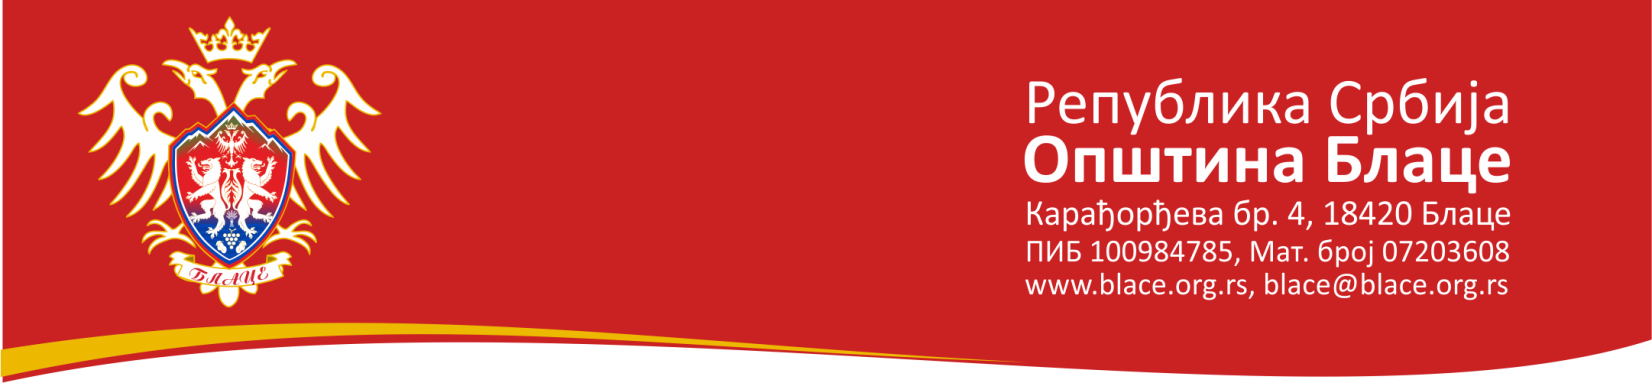 БЛАЦЕ
Република Србија
Општина Блаце
Карађорђева бр. 4, 18420 Блаце
ПИБ 100984785, Мат. број 07203608
www.blace.org.rs, blace@blace.org.rs